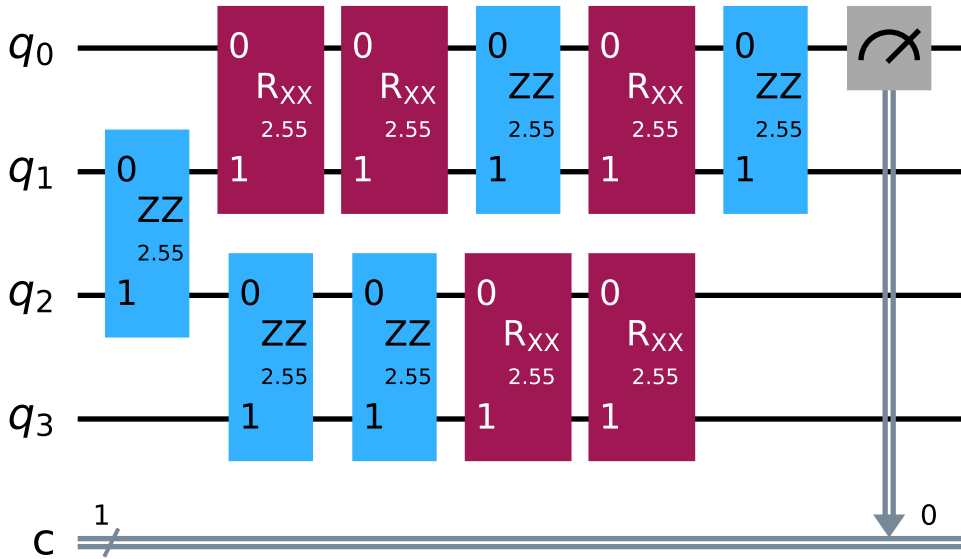 q0 0 0 0 0 0
RXX RXX ZZ RXX ZZ
2.55 2.55 2.55 2.55 2.55
q1 0 1 1 1 1 1
ZZ
2.55
q2 1 0 0 0 0
ZZ ZZ RXX RXX
2.55 2.55 2.55 2.55
q3 1 1 1 1
1 0
c